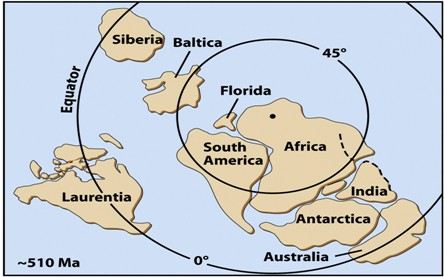 Siberia
Baltica
45°
Equator
Florida
South
America
Africa
India
Laurentia
Antarctica
Australia
~510 Ma
0°